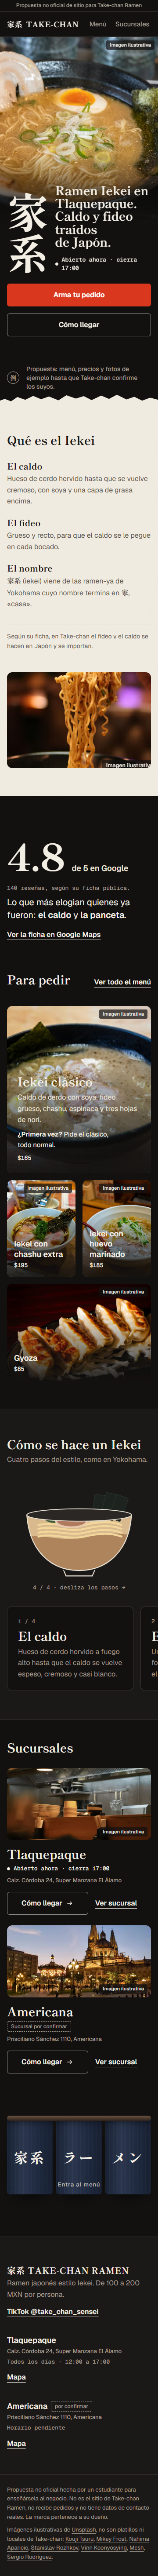 Propuesta no oficial de sitio para Take-chan Ramen
家系 TAKE-CHAN
Menú
Sucursales
Imagen ilustrativa
家系
Ramen Iekei en
Tlaquepaque.
Caldo y fideo
traídos
de Japón.
Abierto ahora · cierra
17:00
Arma tu pedido
Cómo llegar
Propuesta: menú, precios y fotos de
ejemplo hasta que Take-chan confirme
los suyos.
Qué es el Iekei
El caldo
Hueso de cerdo hervido hasta que se vuelve
cremoso, con soya y una capa de grasa
encima.
El fideo
Grueso y recto, para que el caldo se le pegue
en cada bocado.
El nombre
家系 (iekei) viene de las ramen-ya de
Yokohama cuyo nombre termina en 家,
«casa».
Según su ficha, en Take-chan el fideo y el caldo se
hacen en Japón y se importan.
Imagen ilustrativ
4.8 de 5 en Google
140 reseñas, según su ficha pública.
Lo que más elogian quienes ya
fueron: el caldo y la panceta.
Ver la ficha en Google Maps
Para pedir
Ver todo el menú
Imagen ilustrativa
Iekei clásico
Caldo de cerdo con soya, fideo
grueso, chashu, espinaca y tres hojas
de nori.
¿Primera vez? Pide el clásico,
todo normal.
$165
Imagen ilustrativa
Iekei con
chashu extra
$195
Imagen ilustrativa
Iekei con
huevo
marinado
$185
Imagen ilustrativa
Gyoza
$85
Cómo se hace un Iekei
Cuatro pasos del estilo, como en Yokohama.
4 / 4 · desliza los pasos →
1 / 4
El caldo
Hueso de cerdo hervido a fuego
alto hasta que el caldo se vuelve
espeso, cremoso y casi blanco.
2
Sucursales
Imagen ilustrativa
Tlaquepaque
Abierto ahora · cierra 17:00
Calz. Córdoba 24, Super Manzana El Álamo
Cómo llegar →
Ver sucursal
Imagen ilustrativa
Americana
Sucursal por confirmar
Prisciliano Sánchez 1110, Americana
Cómo llegar →
Ver sucursal
家系
ラー
メン
Entra al menú
家系 TAKE-CHAN RAMEN
Ramen japonés estilo Iekei. De 100 a 200
MXN por persona.
TikTok @take_chan_sensei
Tlaquepaque
Calz. Córdoba 24, Super Manzana El Álamo
Todos los días · 12:00 a 17:00
Mapa
Americana
por confirmar
Prisciliano Sánchez 1110, Americana
Horario pendiente
Mapa
Propuesta no oficial hecha por un estudiante para
enseñársela al negocio. No es el sitio de Take-chan
Ramen, no recibe pedidos y no tiene datos de contacto
reales. La marca pertenece a su dueño.
Imágenes ilustrativas de Unsplash, no son platillos ni
locales de Take-chan: Kouji Tsuru, Mikey Frost, Nahima
Aparicio, Stanislav Rozhkov, Vinn Koonyosying, Mesh,
Sergio Rodríguez.